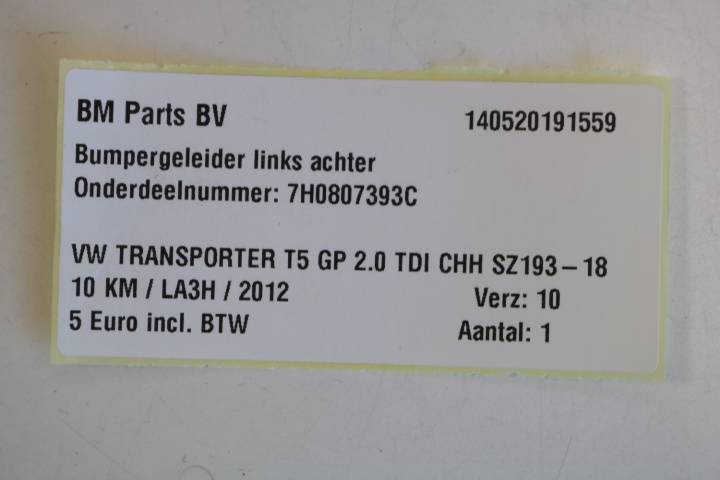 BM Parts BV 140520191559
Bumpergeleider links achter
Onderdeelnummer: 7H0807393C
VW TRANSPORTER T5 GP 2.0 TDI CHH SZ193-18
10 KM / LA3H / 2012 Verz: 10
5 Euro incl. BTW Aantal: 1